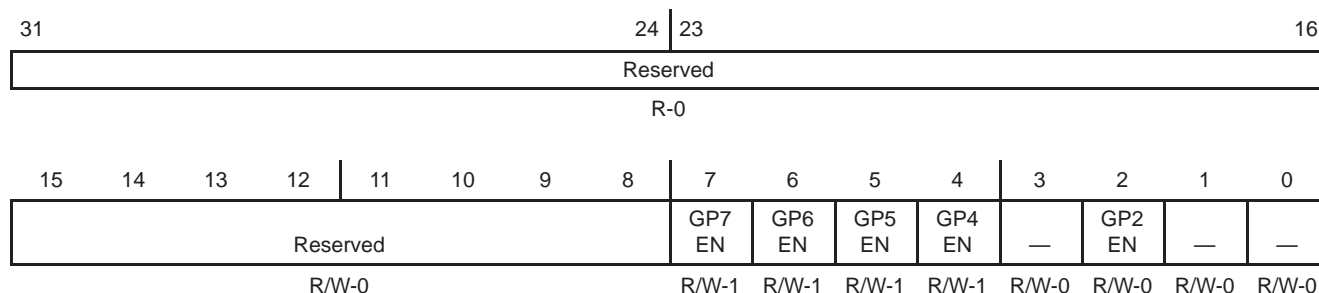 31 24 23 16
Reserved
R-0
15 14 13 12 11 10 9 8 7 6 5 4 3 2 1 0
GP7 GP6 GP5 GP4 GP2
Reserved EN EN EN EN — EN — —
R/W-0 R/W-1 R/W-1 R/W-1 R/W-1 R/W-0 R/W-0 R/W-0 R/W-0